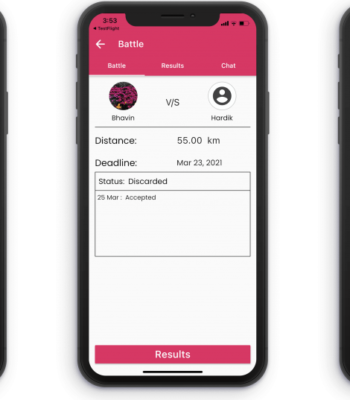 3:53
TestFlight
Battle
Battle Results Chat
V/S
Bhavin Hardik
Distance: 55.00 km
Deadline: Mar 23, 2021
Status: Discarded
25 Mar : Accepted
Results